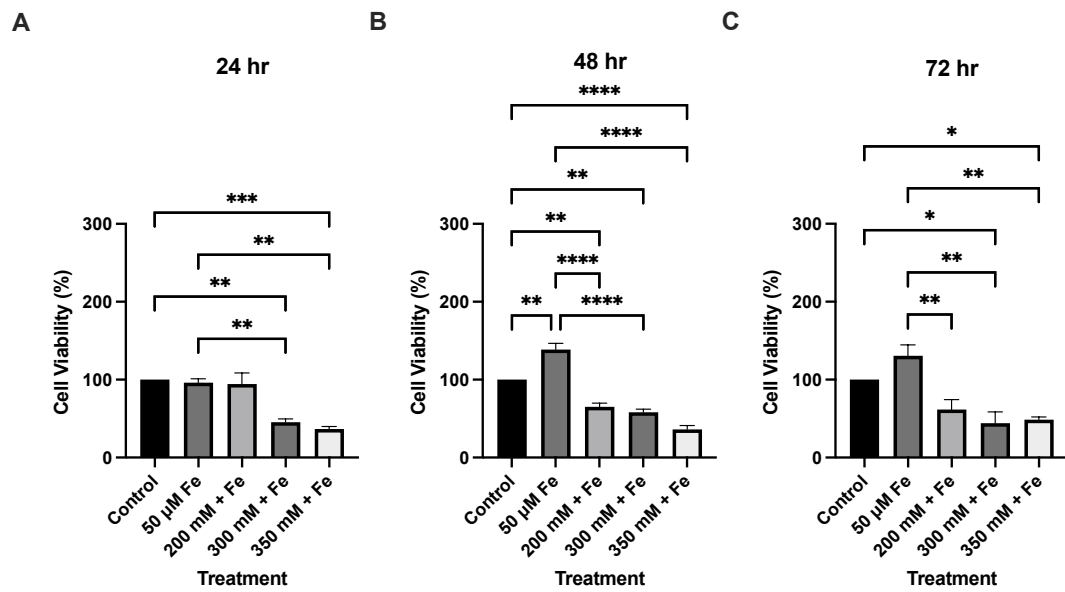 A
24 hr
***
**
**
**
300
200
100
0
Cell Viability (%)
Control
50 µM Fe
200 mM + Fe
300 mM + Fe
350 mM + Fe
Treatment
B
48 hr
****
****
**
**
****
**
****
300
200
100
0
Cell Viability (%)
Control
50 µM Fe
200 mM + Fe
300 mM + Fe
350 mM + Fe
Treatment
C
72 hr
*
**
*
**
**
300
200
100
0
Cell Viability (%)
Control
50 µM Fe
200 mM + Fe
300 mM + Fe
350 mM + Fe
Treatment